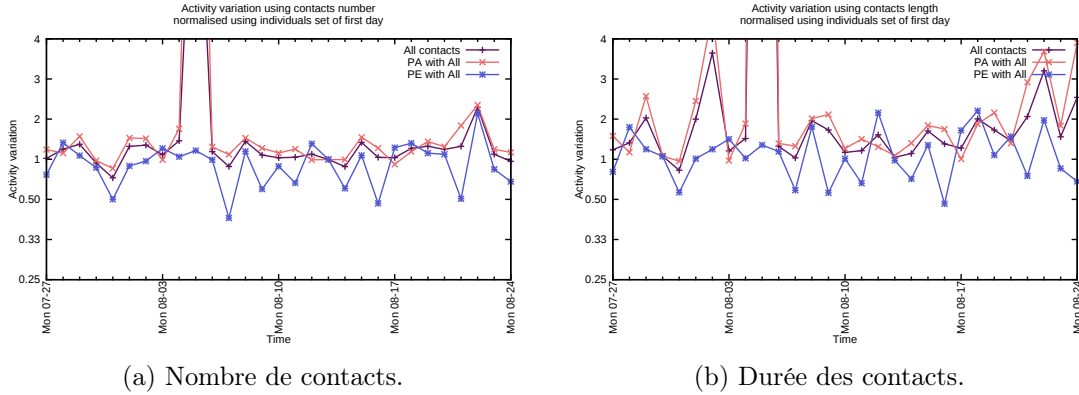 Activity variation using contacts number
normalised using individuals set of first day
4
3
2
1
0.50
0.33
0.25
Activity variation
All contacts
PA with All
PE with All
Mon 07-27
Mon 08-03
Mon 08-10
Mon 08-17
Mon 08-24
Time
(a) Nombre de contacts.
Activity variation using contacts length
normalised using individuals set of first day
4
3
2
1
0.50
0.33
0.25
Activity variation
All contacts
PA with All
PE with All
Mon 07-27
Mon 08-03
Mon 08-10
Mon 08-17
Mon 08-24
Time
(b) Durée des contacts.